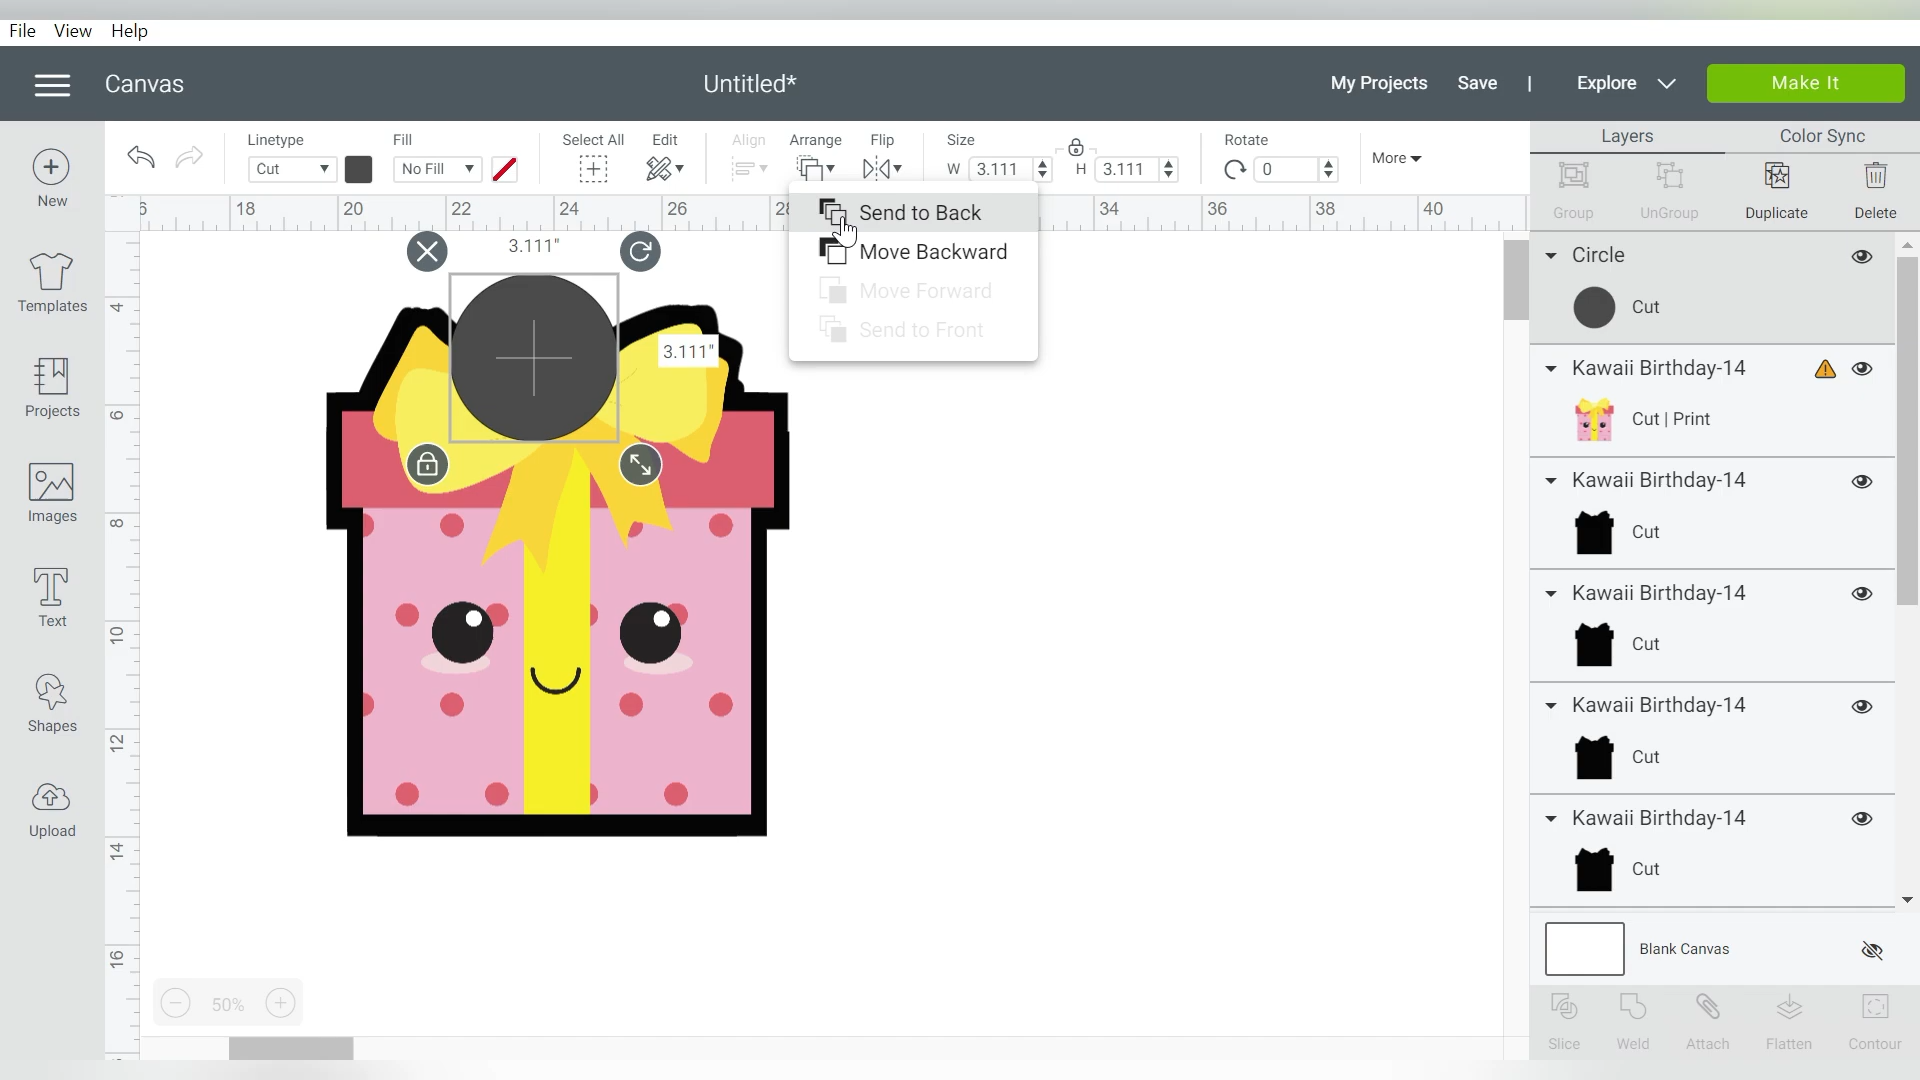 File View Help
Canvas
Untitled*
My Projects Save | Explore
Make It
New
Templates
Projects
Images
Text
Shapes
Upload
Linetype
Cut
Fill
No Fill
Select All
Edit
Align
Arrange
Flip
Size
W 3.111
H 3.111
Rotate
0
More
Send to Back
Move Backward
Move Forward
Send to Front
6 18 20 22 24 26 28 34 36 38 40
4
6
8
10
12
14
16
3.111"
3.111"
50%
Layers
Color Sync
Group
UnGroup
Duplicate
Delete
Circle
Cut
Kawaii Birthday-14
Cut | Print
Kawaii Birthday-14
Cut
Kawaii Birthday-14
Cut
Kawaii Birthday-14
Cut
Kawaii Birthday-14
Cut
Blank Canvas
Slice
Weld
Attach
Flatten
Contour